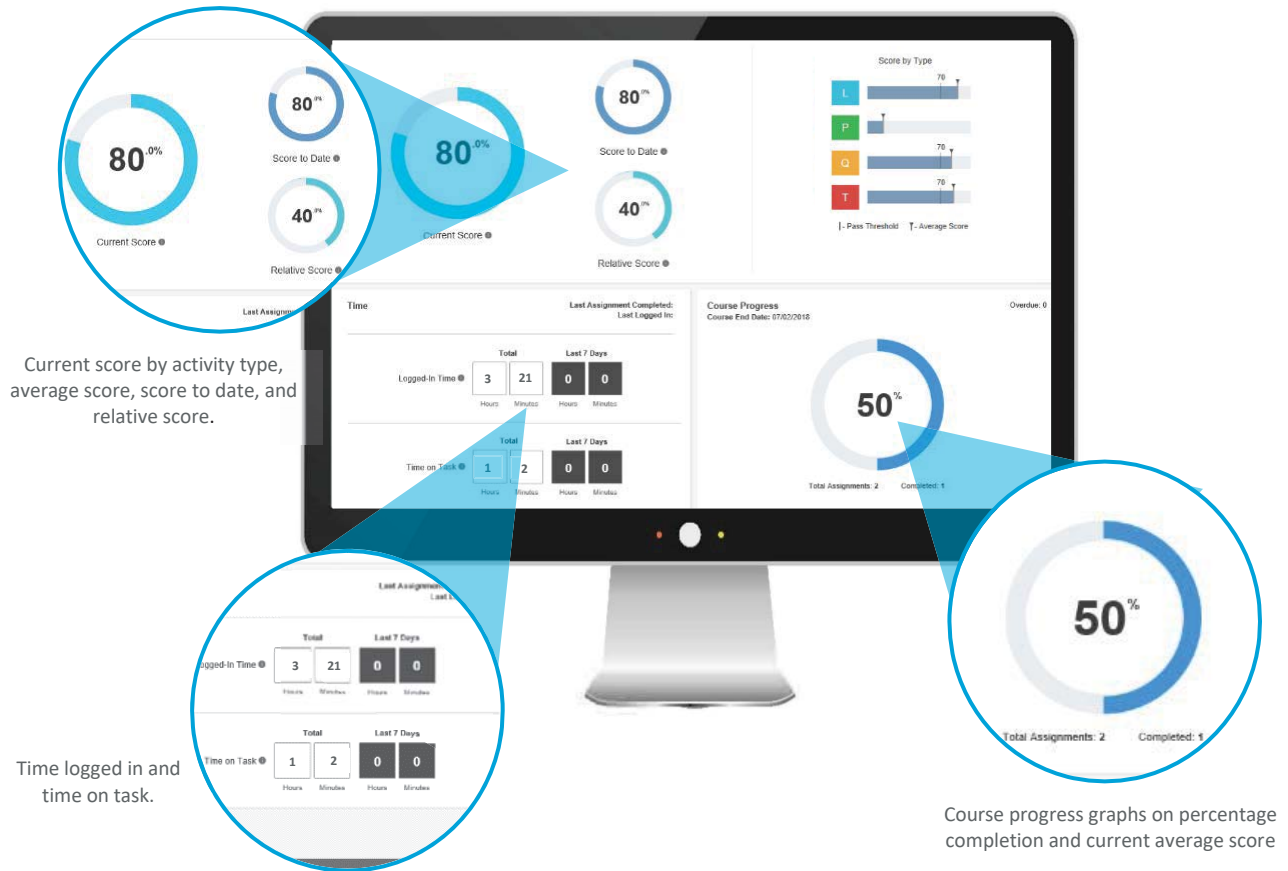 80.0%
Current Score
80.0%
Score to Date
40.0%
Relative Score
80.0%
Current Score
80.0%
Score to Date
40.0%
Relative Score
Score by Type
70
L
P
70
Q
70
T
- Pass Threshold - Average Score
Current score by activity type,
average score, score to date, and
relative score.
Time
Last Assignment Completed:
Last Logged In:
Total Last 7 Days
Logged-In Time 3 21 0 0
Hours Minutes Hours Minutes
Total Last 7 Days
Time on Task 1 2 0 0
Hours Minutes Hours Minutes
Course Progress
Overdue: 0
Course End Date: 07/02/2018
50%
Total Assignments: 2 Completed: 1
Last
Total Last 7 Days
Time 3 21 0 0
Hours Minutes Hours Minutes
Total Last 7 Days
Time on Task 1 2 0 0
Hours Minutes Hours Minutes
Time logged in and
time on task.
50%
Total Assignments: 2 Completed: 1
Course progress graphs on percentage
completion and current average score